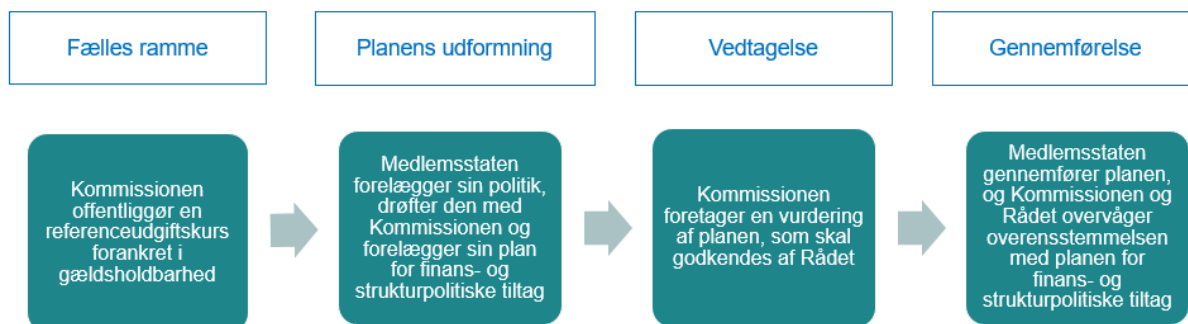 Fælles ramme
Planens udformning
Vedtagelse
Gennemførelse
Kommissionen
offentliggør en
referenceudgiftskurs
forankret i
gældsholdbarhed
Medlemsstaten
forelægger sin politik,
drøfter den med
Kommissionen og
forelægger sin plan
for finans- og
strukturpolitiske tiltag
Kommissionen
foretager en vurdering
af planen, som skal
godkendes af Rådet
Medlemsstaten
gennemfører planen,
og Kommissionen og
Rådet overvåger
overensstemmelsen
med planen for
finans- og
strukturpolitiske tiltag